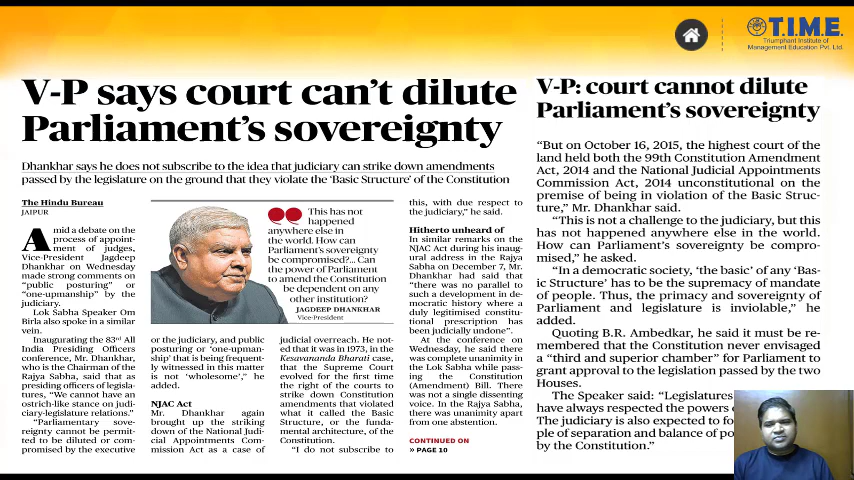 T.I.M.E.
Triumphant Institute of
Management Education Pvt. Ltd.
V-P says court can't dilute
Parliament's sovereignty
Dhankhar says he does not subscribe to the idea that judiciary can strike down amendments
passed by the legislature on the ground that they violate the 'Basic Structure' of the Constitution
The Hindu Bureau
JAIPUR
Amid a debate on the
process of appoint-
ment of judges,
Vice-President Jagdeep
Dhankhar on Wednesday
made strong comments on
"public posturing" or
"one-upmanship" by the
judiciary.
Lok Sabha Speaker Om
Birla also spoke in a similar
vein.
Inaugurating the 83rd All
India Presiding Officers
conference, Mr. Dhankhar,
who is the Chairman of the
Rajya Sabha, said that as
presiding officers of legisla-
tures, "We cannot have an
ostrich-like stance on judi-
ciary-legislature relations."
"Parliamentary sove-
reignty cannot be permit-
ted to be diluted or com-
promised by the executive
This has not
happened
anywhere else in
the world. How can
Parliament's sovereignty
be compromised?... Can
the power of Parliament
to amend the Constitution
be dependent on any
other institution?
JAGDEEP DHANKHAR
Vice-President
or the judiciary, and public
posturing or 'one-upman-
ship' that is being frequent-
ly witnessed in this matter
is not 'wholesome'," he
added.
NJAC Act
Mr. Dhankhar again
brought up the striking
down of the National Judi-
cial Appointments Com-
mission Act as a case of
judicial overreach. He not-
ed that it was in 1973, in the
Kesavananda Bharati case,
that the Supreme Court
evolved for the first time
the right of the courts to
strike down Constitution
amendments that violated
what it called the Basic
Structure, or the funda-
mental architecture, of the
Constitution.
"I do not subscribe to
this, with due respect to
the judiciary," he said.
Hitherto unheard of
In similar remarks on the
NJAC Act during his inaug-
ural address in the Rajya
Sabha on December 7, Mr.
Dhankhar had said that
"there was no parallel to
such a development in de-
mocratic history where a
duly legitimised constitu-
tional prescription has
been judicially undone".
At the conference on
Wednesday, he said there
was complete unanimity in
the Lok Sabha while pass-
ing the Constitution
(Amendment) Bill. There
was not a single dissenting
voice. In the Rajya Sabha,
there was unanimity apart
from one abstention.
CONTINUED ON
» PAGE 10
V-P: court cannot dilute
Parliament's sovereignty
"But on October 16, 2015, the highest court of the
land held both the 99th Constitution Amendment
Act, 2014 and the National Judicial Appointments
Commission Act, 2014 unconstitutional on the
premise of being in violation of the Basic Struc-
ture," Mr. Dhankhar said.
"This is not a challenge to the judiciary, but this
has not happened anywhere else in the world.
How can Parliament's sovereignty be compro-
mised," he asked.
"In a democratic society, 'the basic' of any 'Bas-
ic Structure' has to be the supremacy of mandate
of people. Thus, the primacy and sovereignty of
Parliament and legislature is inviolable," he
added.
Quoting B.R. Ambedkar, he said it must be re-
membered that the Constitution never envisaged
a "third and superior chamber" for Parliament to
grant approval to the legislation passed by the two
Houses.
The Speaker said: "Legislatures
have always respected the powers
The judiciary is also expected to fo
ple of separation and balance of po
by the Constitution."